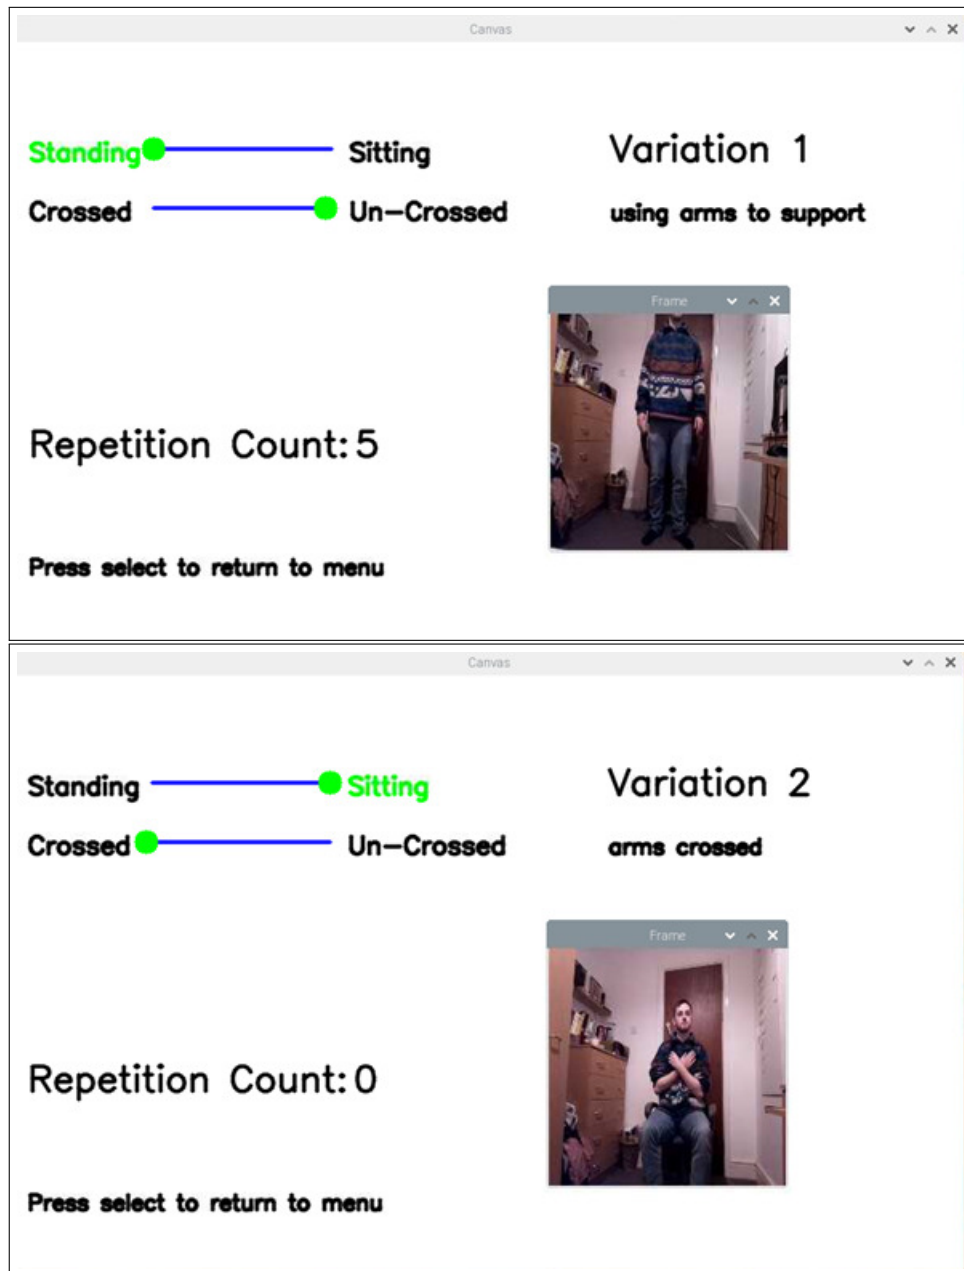 Canvas
Standing Sitting Variation 1
Crossed Un-Crossed using arms to support
Frame
Repetition Count: 5
Press select to return to menu
Canvas
Standing Sitting Variation 2
Crossed Un-Crossed arms crossed
Frame
Repetition Count: 0
Press select to return to menu